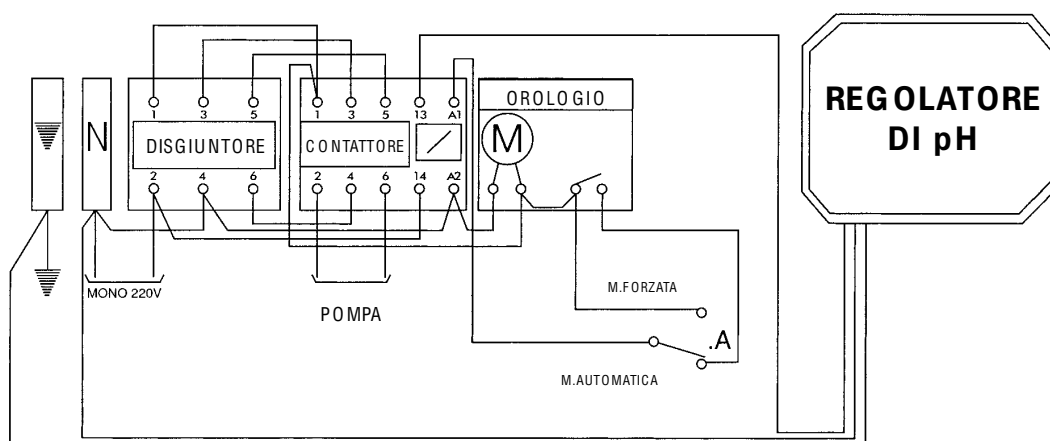 1 3 5
1 3 5 13 A1
OROLOGIO
REGOLATORE
DI pH
N
DISGIUNTORE
CONTATTORE
M
2 4 6
2 4 6 14 A2
MONO 220V
POMPA
M.FORZATA
.A
M.AUTOMATICA